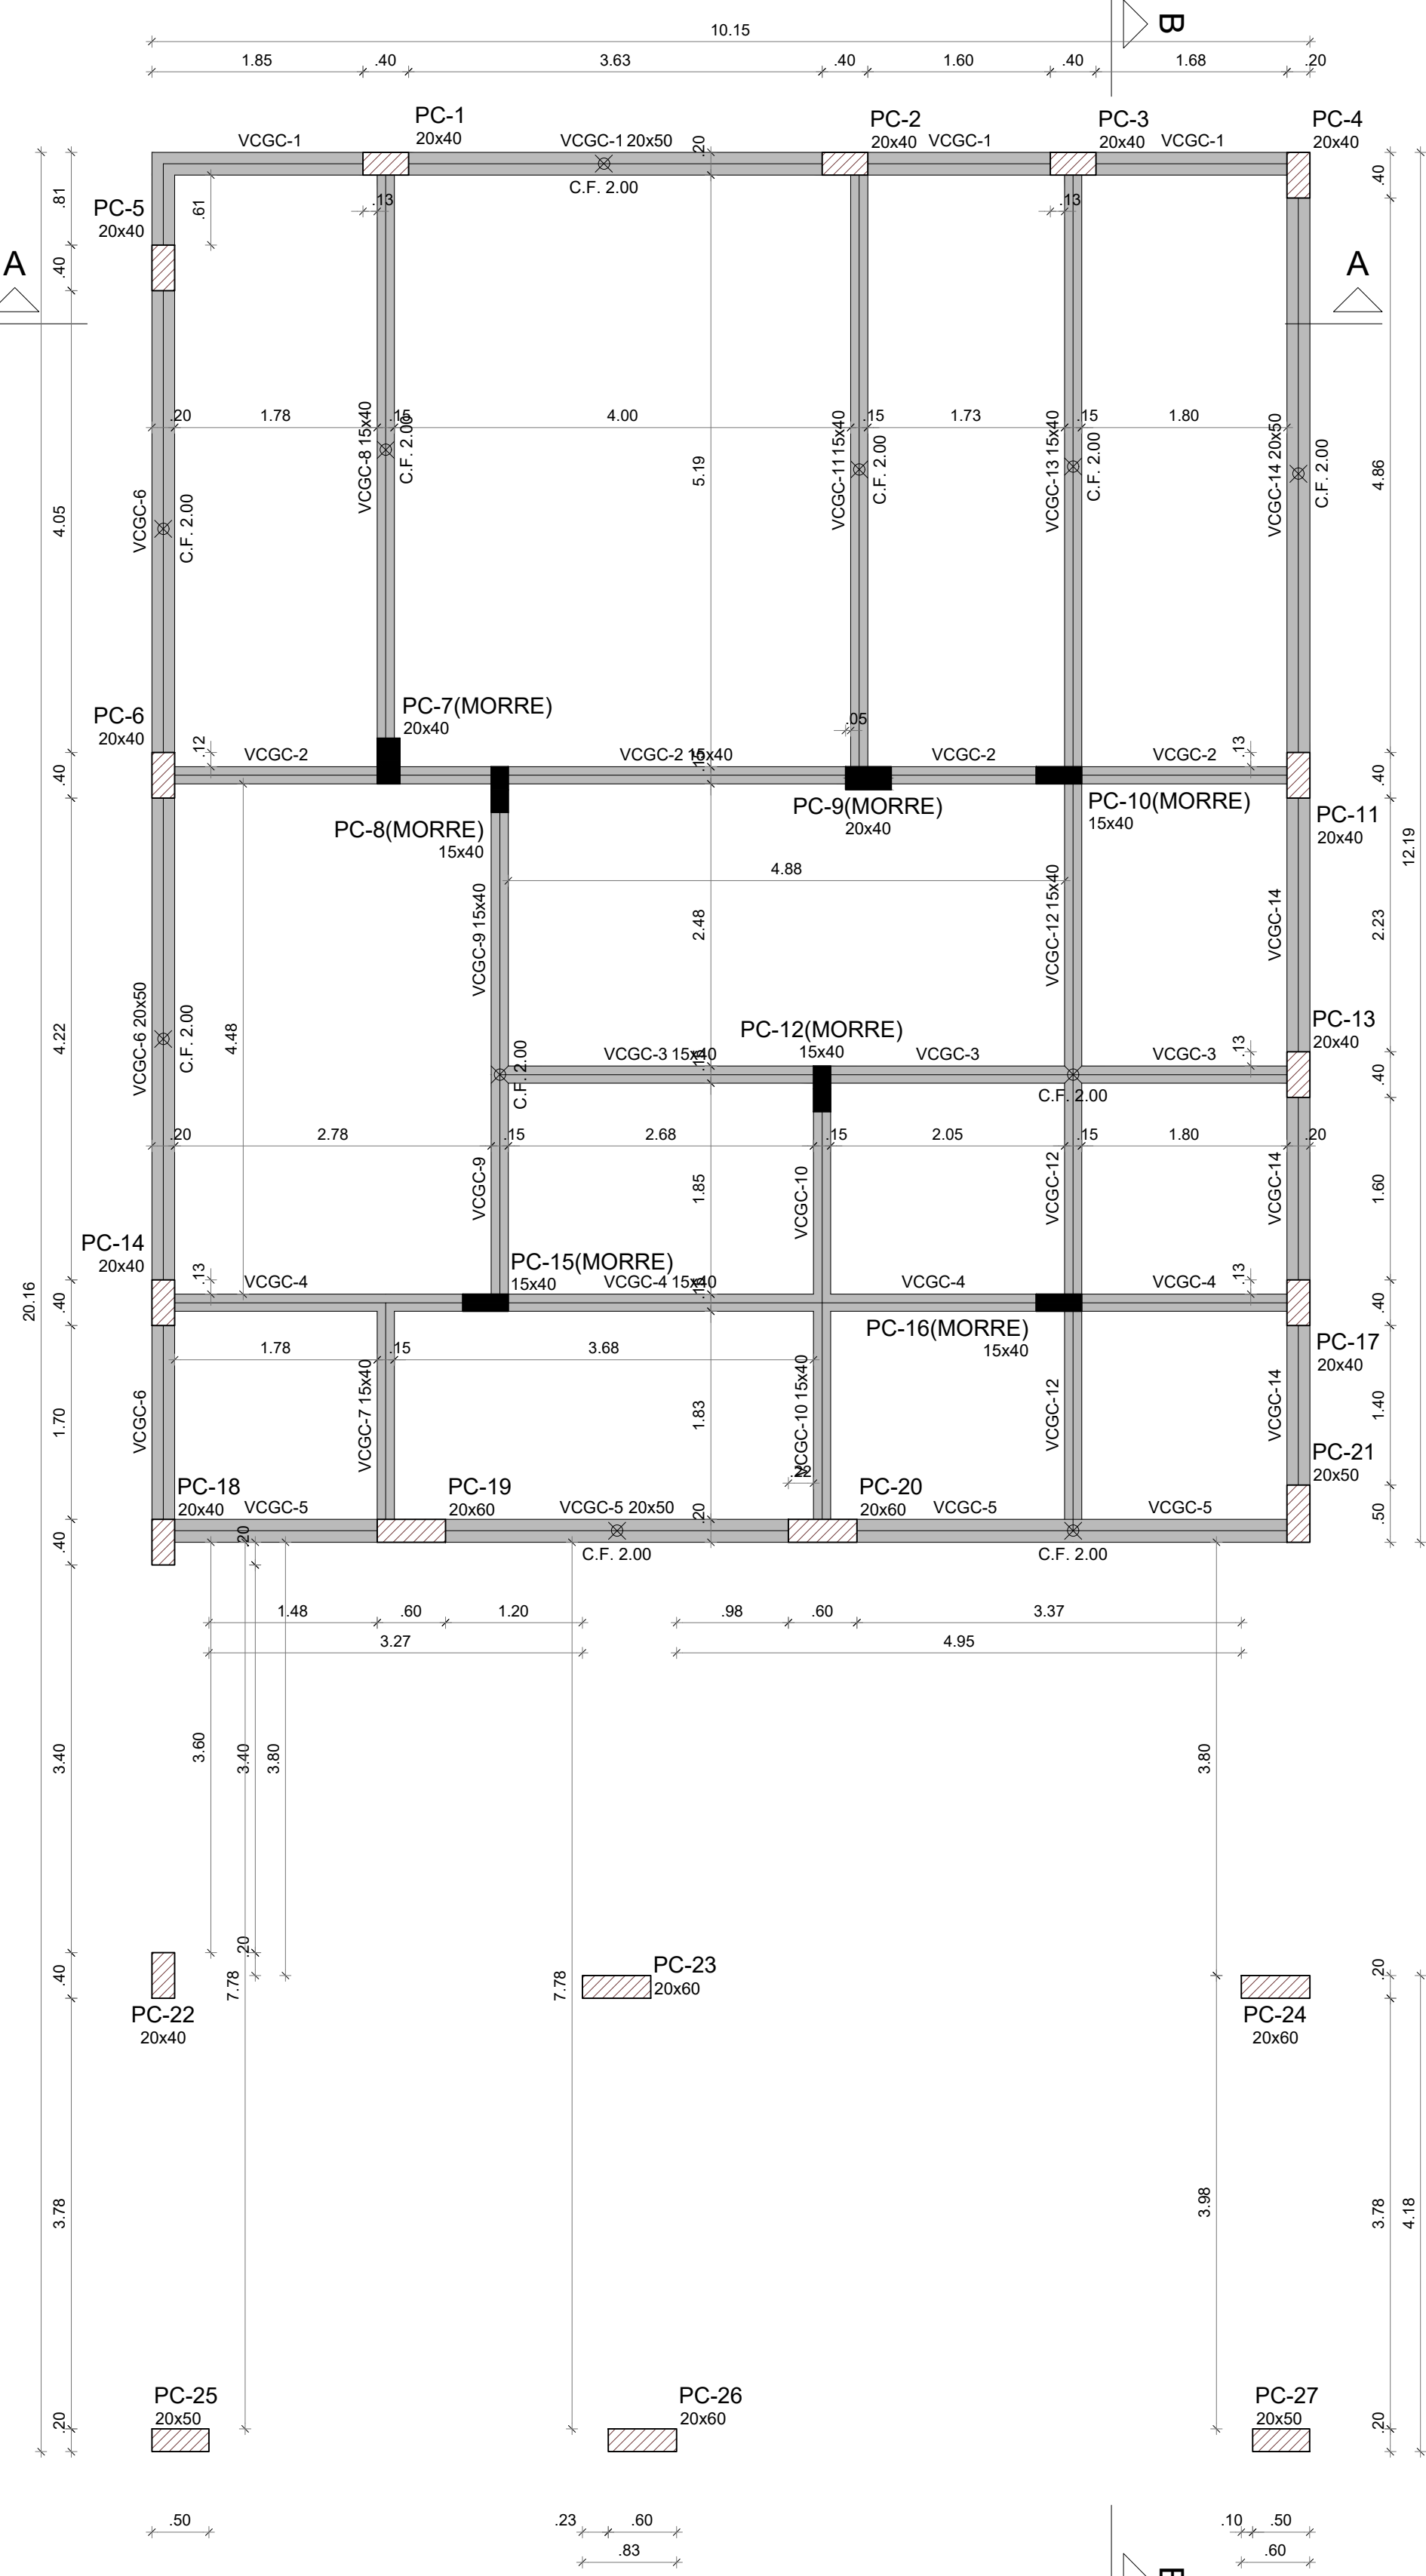 B
10.15
1.85 .40 3.63 .40 1.60 .40 1.68 .20
PC-1
20x40
PC-2
20x40
PC-3
20x40
PC-4
20x40
VCGC-1 VCGC-1 20x50 .20 VCGC-1 VCGC-1
C.F. 2.00
.81 .61 .13 .13 .40
PC-5
20x40
A A
.40
.20 1.78 .15 4.00 .15 1.73 .15 1.80
VCGC-6
C.F. 2.00
VCGC-8 15x40
C.F. 2.00
5.19
VCGC-11 15x40
C.F. 2.00
VCGC-13 15x40
C.F. 2.00
VCGC-14 20x50
C.F. 2.00
4.86
4.05
PC-6
20x40
PC-7(MORRE)
20x40
.05
.12 VCGC-2 VCGC-2 15x40 .15 VCGC-2 VCGC-2 .13
.40 .40
PC-8(MORRE)
15x40
PC-9(MORRE)
20x40
PC-10(MORRE)
15x40
PC-11
20x40
12.19
4.88
VCGC-9 15x40
2.48
VCGC-12 15x40
VCGC-14
2.23
VCGC-6 20x50
C.F. 2.00
4.22
4.48
C.F. 2.00
PC-12(MORRE)
15x40
PC-13
20x40
VCGC-3 15x40 .15 VCGC-3 VCGC-3 .13
.40
C.F. 2.00
.20 2.78 .15 2.68 .15 2.05 .15 1.80 .20
VCGC-9
1.85
VCGC-10
VCGC-12
VCGC-14
1.60
PC-14
20x40
PC-15(MORRE)
15x40
.13 VCGC-4 VCGC-4 15x40 .15 VCGC-4 VCGC-4 .13
20.16
.40 .40
PC-16(MORRE)
15x40
PC-17
20x40
1.78 .15 3.68
1.70
VCGC-6
VCGC-7 15x40
1.83
VCGC-10 15x40
.22
VCGC-12
VCGC-14
1.40
PC-18
20x40
PC-19
20x60
PC-20
20x60
PC-21
20x50
VCGC-5 VCGC-5 20x50 .20 VCGC-5 VCGC-5
.40 .20 .50
C.F. 2.00 C.F. 2.00
1.48 .60 1.20 .98 .60 3.37
3.27 4.95
3.40 3.60 3.40 3.80 3.80
.40 .20 7.78 7.78 .20
PC-22
20x40
PC-23
20x60
PC-24
20x60
3.78 3.98 3.78 4.18
PC-25
20x50
PC-26
20x60
PC-27
20x50
.20 .20
.50 .23 .60 .10 .50
.83 .60